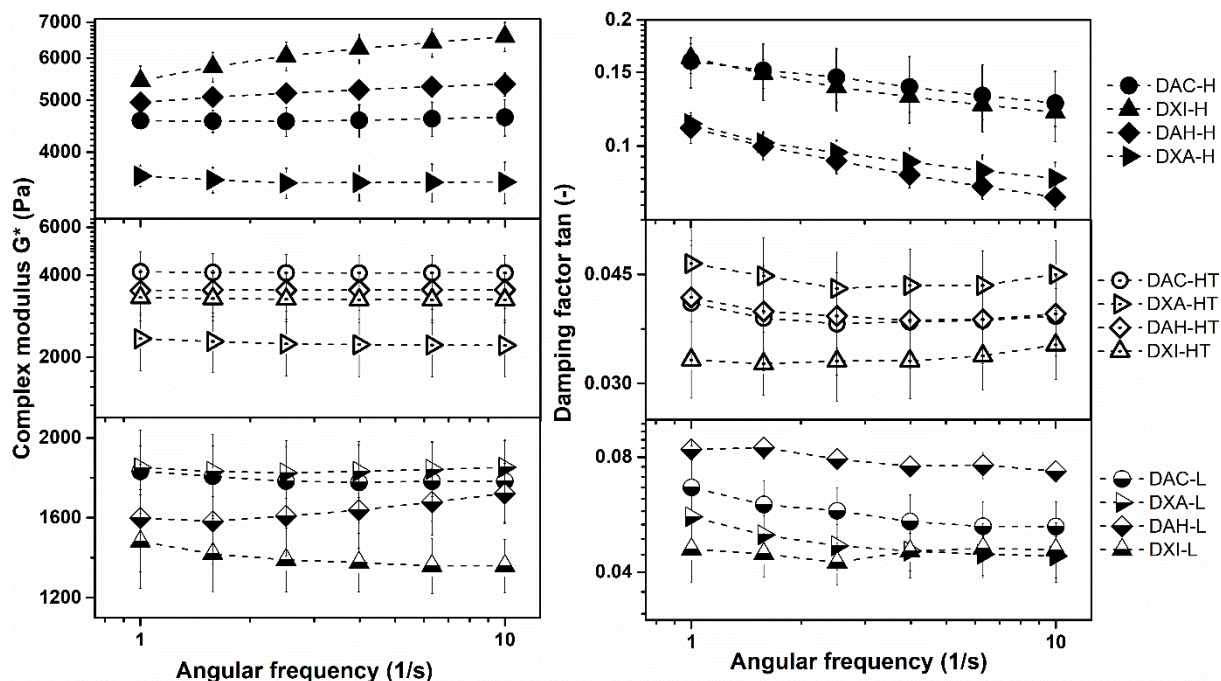 7000
6000
5000
4000
6000
4000
2000
2000
1600
1200
1
10
Complex modulus G* (Pa)
Angular frequency (1/s)
0.2
0.15
0.1
0.045
0.030
0.08
0.04
1
10
Damping factor tan (-)
Angular frequency (1/s)
DAC-H
DXI-H
DAH-H
DXA-H
DAC-HT
DXA-HT
DAH-HT
DXI-HT
DAC-L
DXA-L
DAH-L
DXI-L